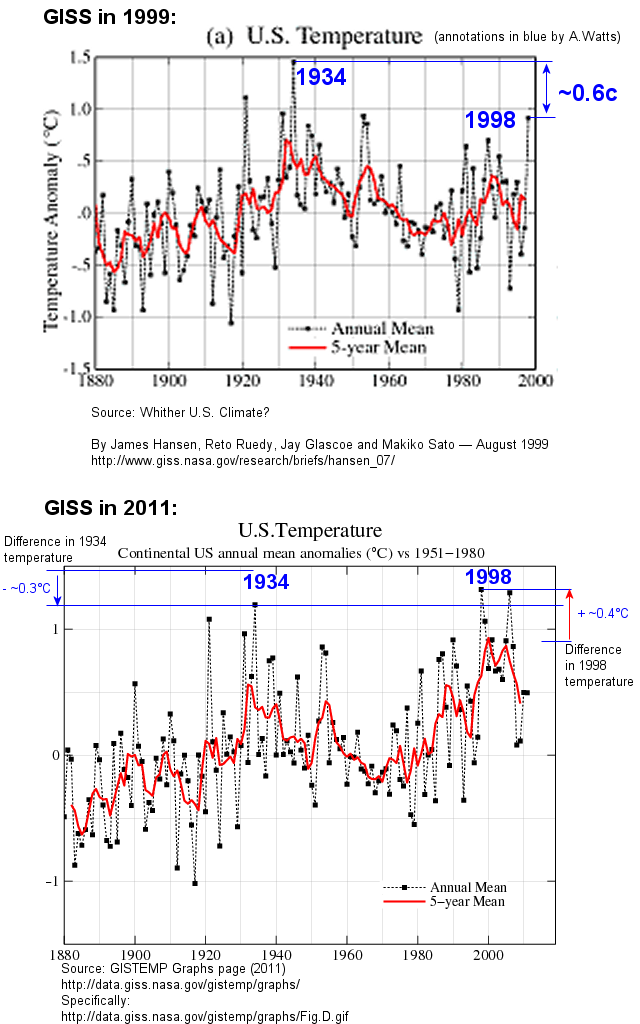 GISS in 1999:
(a) U.S. Temperature (annotations in blue by A.Watts)
1.5
1934
~0.6c
1.0
1998
.5
Temperature Anomaly (°C)
.0
-.5
-1.0
Annual Mean
5-year Mean
-1.5
1880 1900 1920 1940 1960 1980 2000
Source: Whither U.S. Climate?
By James Hansen, Reto Ruedy, Jay Glascoe and Makiko Sato — August 1999
http://www.giss.nasa.gov/research/briefs/hansen_07/
GISS in 2011:
U.S.Temperature
Difference in 1934
temperature
Continental US annual mean anomalies (°C) vs 1951−1980
1934
1998
- ~0.3°C
+ ~0.4°C
1
Difference
in 1998
temperature
0
−1
Annual Mean
5−year Mean
1880 1900 1920 1940 1960 1980 2000
Source: GISTEMP Graphs page (2011)
http://data.giss.nasa.gov/gistemp/graphs/
Specifically:
http://data.giss.nasa.gov/gistemp/graphs/Fig.D.gif